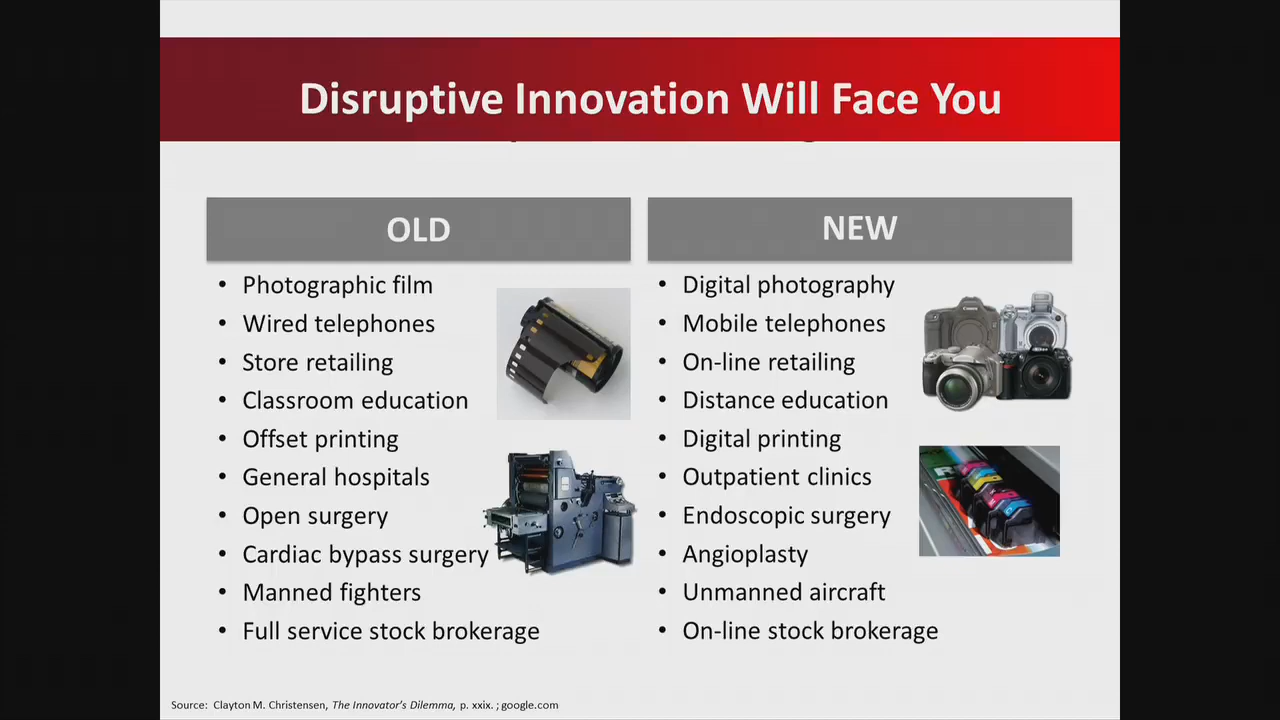 Disruptive Innovation Will Face You
OLD
• Photographic film
• Wired telephones
• Store retailing
• Classroom education
• Offset printing
• General hospitals
• Open surgery
• Cardiac bypass surgery
• Manned fighters
• Full service stock brokerage
NEW
• Digital photography
• Mobile telephones
• On-line retailing
• Distance education
• Digital printing
• Outpatient clinics
• Endoscopic surgery
• Angioplasty
• Unmanned aircraft
• On-line stock brokerage
Source: Clayton M. Christensen, The Innovator's Dilemma, p. xxix. ; google.com